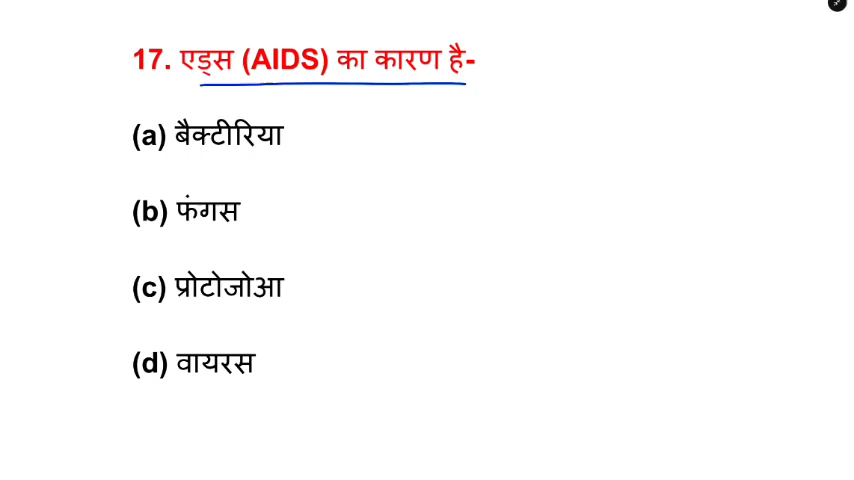 17. एड्स (AIDS) का कारण है-
(a) बैक्टीरिया
(b) फंगस
(c) प्रोटोजोआ
(d) वायरस